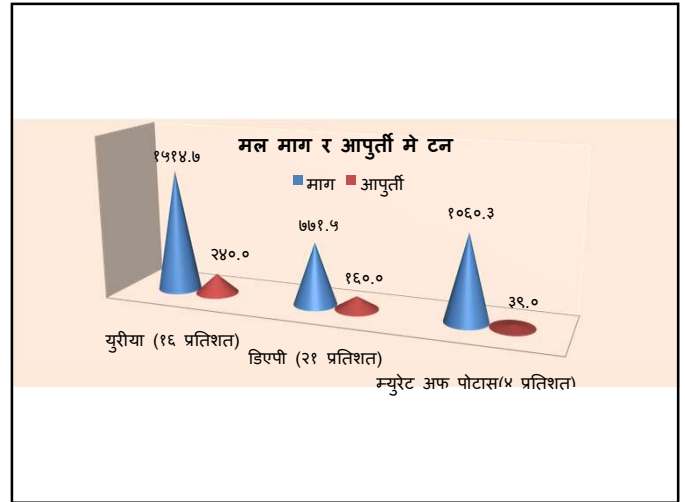 मल माग र आपुर्ती मे टन
माग आपुर्ती
१५१४.७
२४०.०
७७१.५
१६०.०
१०६०.३
३९.०
युरीया (१६ प्रतिशत)
डिएपी (२१ प्रतिशत)
म्युरेट अफ पोटास(४ प्रतिशत)